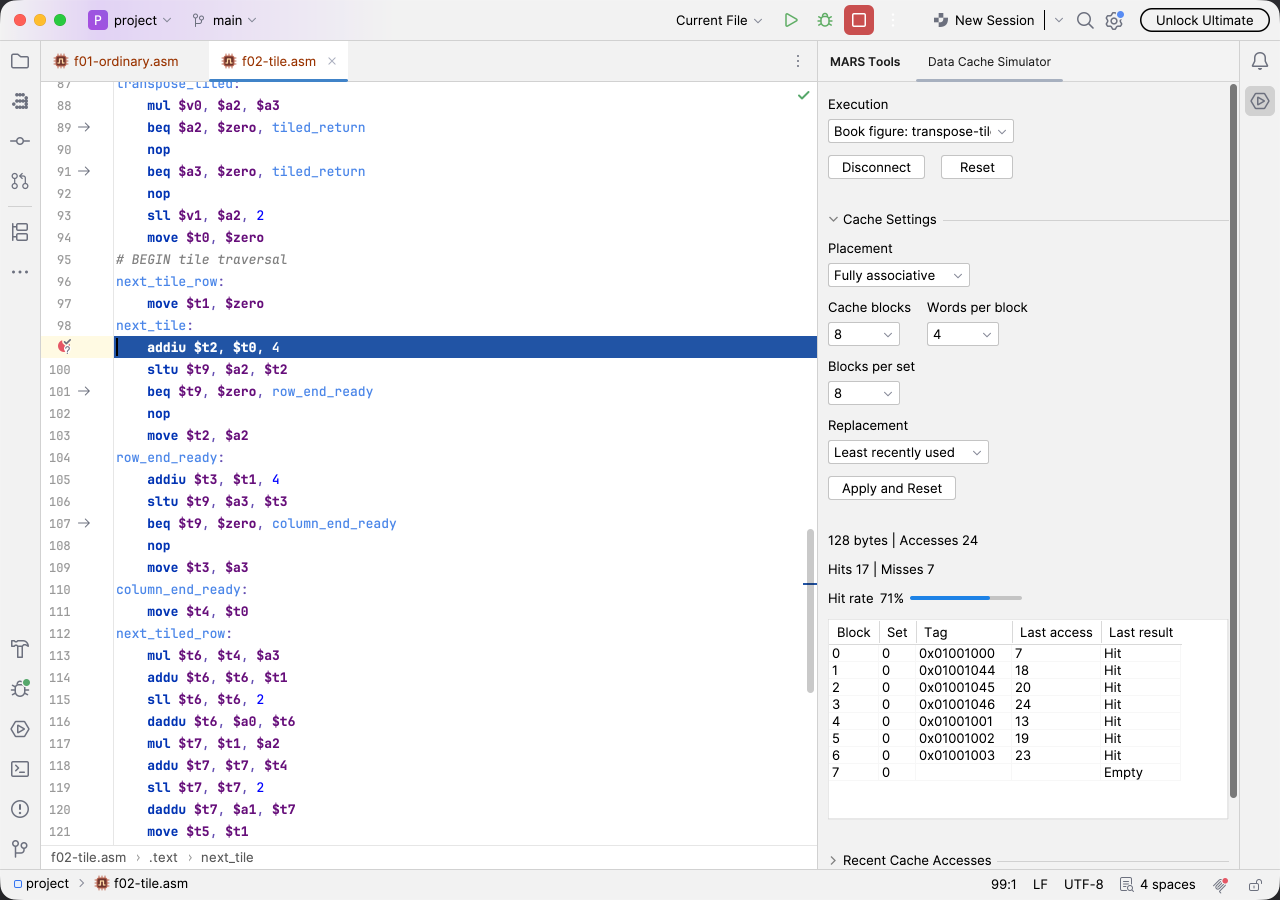 P project main Current File New Session Unlock Ultimate
f01-ordinary.asm f02-tile.asm MARS Tools Data Cache Simulator
87 transpose_tiled:
88 mul $v0, $a2, $a3
89 beq $a2, $zero, tiled_return
90 nop
91 beq $a3, $zero, tiled_return
92 nop
93 sll $v1, $a2, 2
94 move $t0, $zero
95 # BEGIN tile traversal
96 next_tile_row:
97 move $t1, $zero
98 next_tile:
addiu $t2, $t0, 4
100 sltu $t9, $a2, $t2
101 beq $t9, $zero, row_end_ready
102 nop
103 move $t2, $a2
104 row_end_ready:
105 addiu $t3, $t1, 4
106 sltu $t9, $a3, $t3
107 beq $t9, $zero, column_end_ready
108 nop
109 move $t3, $a3
110 column_end_ready:
111 move $t4, $t0
112 next_tiled_row:
113 mul $t6, $t4, $a3
114 addu $t6, $t6, $t1
115 sll $t6, $t6, 2
116 daddu $t6, $a0, $t6
117 mul $t7, $t1, $a2
118 addu $t7, $t7, $t4
119 sll $t7, $t7, 2
120 daddu $t7, $a1, $t7
121 move $t5, $t1
f02-tile.asm › .text › next_tile
Execution
Book figure: transpose-til
Disconnect Reset
Cache Settings
Placement
Fully associative
Cache blocks Words per block
8 4
Blocks per set
8
Replacement
Least recently used
Apply and Reset
128 bytes | Accesses 24
Hits 17 | Misses 7
Hit rate 71%
Block Set Tag Last access Last result
0 0 0x01001000 7 Hit
1 0 0x01001044 18 Hit
2 0 0x01001045 20 Hit
3 0 0x01001046 24 Hit
4 0 0x01001001 13 Hit
5 0 0x01001002 19 Hit
6 0 0x01001003 23 Hit
7 0 Empty
Recent Cache Accesses
project › f02-tile.asm 99:1 LF UTF-8 4 spaces